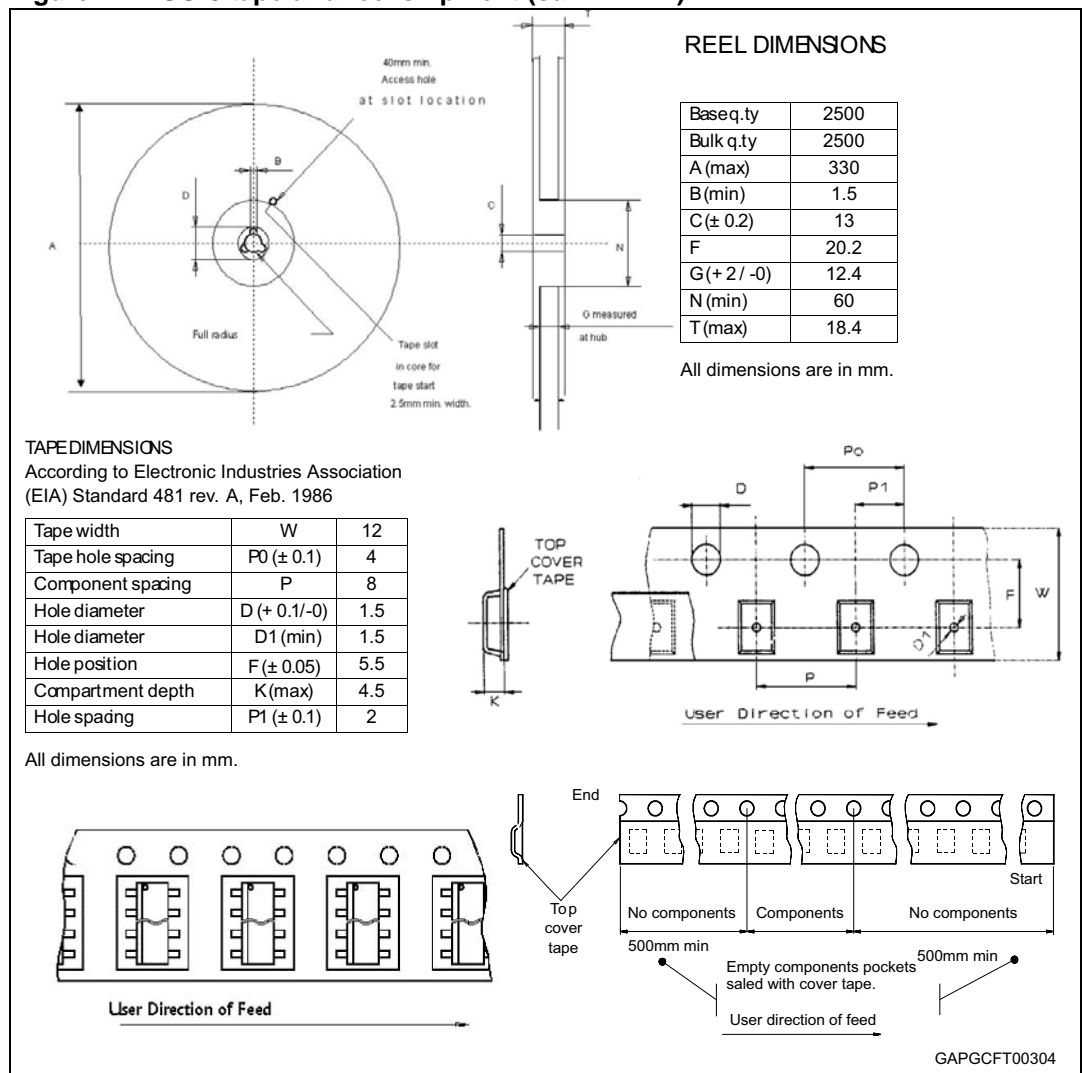 T
REEL DIMENSIONS
40mm min.
Access hole
at slot location
B
D
C
A
N
G measured
at hub
Full radius
Tape slot
in core for
tape start
2.5mm min. width.
Base q.ty 2500
Bulk q.ty 2500
A (max) 330
B (min) 1.5
C (± 0.2) 13
F 20.2
G (+ 2 / -0) 12.4
N (min) 60
T (max) 18.4
All dimensions are in mm.
TAPE DIMENSIONS
According to Electronic Industries Association
(EIA) Standard 481 rev. A, Feb. 1986
Tape width W 12
Tape hole spacing P0 (± 0.1) 4
Component spacing P 8
Hole diameter D (+ 0.1/-0) 1.5
Hole diameter D1 (min) 1.5
Hole position F (± 0.05) 5.5
Compartment depth K (max) 4.5
Hole spacing P1 (± 0.1) 2
All dimensions are in mm.
Po
D
P1
TOP
COVER
TAPE
F
W
D1
P
K
User Direction of Feed
End
Start
Top
cover
tape
No components
Components
No components
500mm min
500mm min
Empty components pockets
saled with cover tape.
User direction of feed
User Direction of Feed
GAPGCFT00304